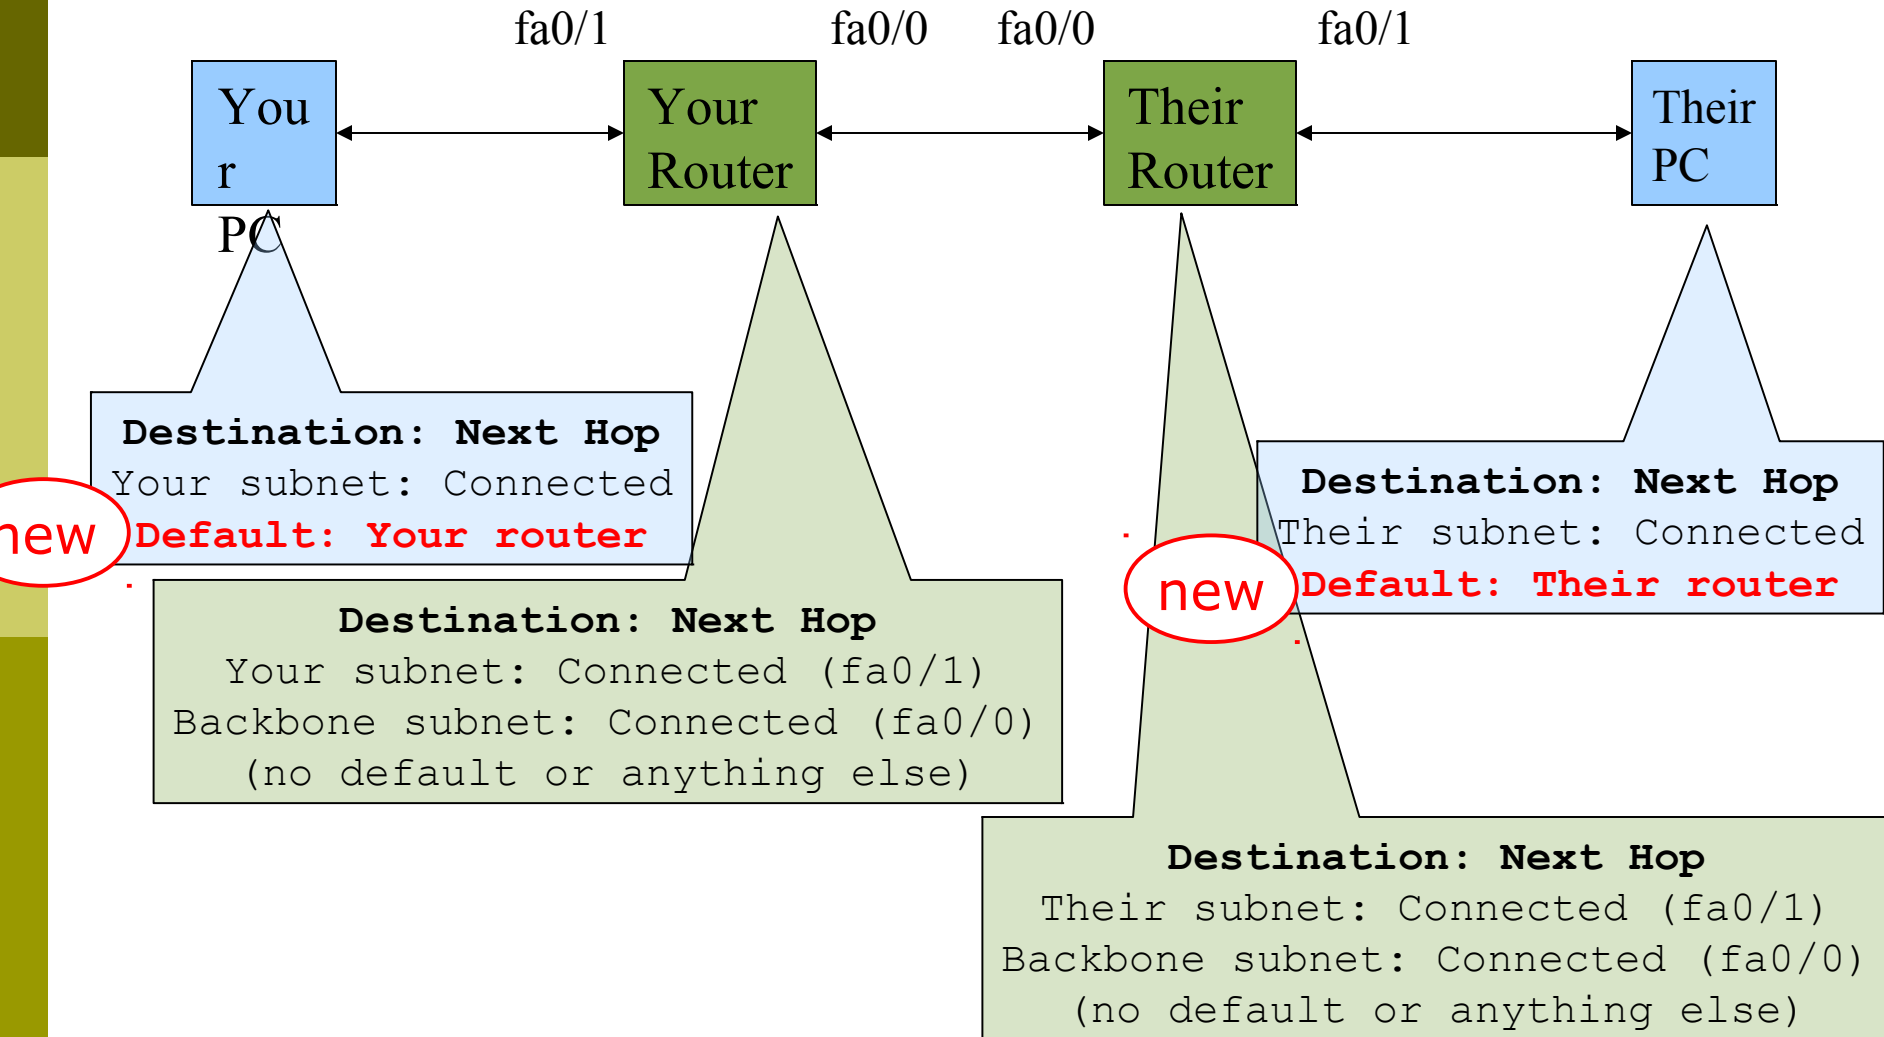 fa0/1 fa0/0 fa0/0 fa0/1
You
r
PC
Your
Router
Their
Router
Their
PC
Destination: Next Hop
Your subnet: Connected
Default: Your router
new
Destination: Next Hop
Your subnet: Connected (fa0/1)
Backbone subnet: Connected (fa0/0)
(no default or anything else)
Destination: Next Hop
Their subnet: Connected
Default: Their router
new
Destination: Next Hop
Their subnet: Connected (fa0/1)
Backbone subnet: Connected (fa0/0)
(no default or anything else)